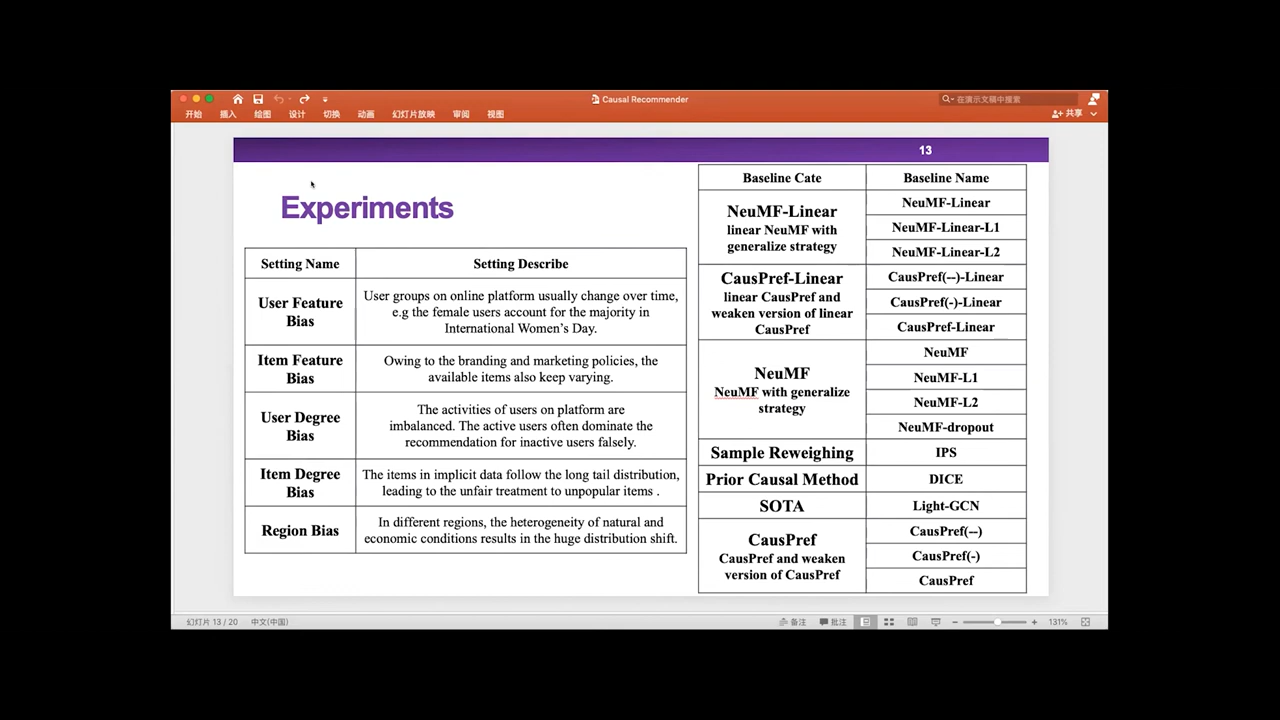 Causal Recommender
在演示文稿中搜索
开始 插入 绘图 设计 切换 动画 幻灯片放映 审阅 视图
共享
13
Experiments
Setting Name Setting Describe
User Feature Bias
User groups on online platform usually change over time,
e.g the female users account for the majority in
International Women's Day.
Item Feature Bias
Owing to the branding and marketing policies, the
available items also keep varying.
User Degree Bias
The activities of users on platform are
imbalanced. The active users often dominate the
recommendation for inactive users falsely.
Item Degree Bias
The items in implicit data follow the long tail distribution,
leading to the unfair treatment to unpopular items .
Region Bias
In different regions, the heterogeneity of natural and
economic conditions results in the huge distribution shift.
Baseline Cate Baseline Name
NeuMF-Linear
linear NeuMF with
generalize strategy
NeuMF-Linear
NeuMF-Linear-L1
NeuMF-Linear-L2
CausPref-Linear
linear CausPref and
weaken version of linear
CausPref
CausPref(--)-Linear
CausPref(-)-Linear
CausPref-Linear
NeuMF
NeuMF with generalize
strategy
NeuMF
NeuMF-L1
NeuMF-L2
NeuMF-dropout
Sample Reweighing IPS
Prior Causal Method DICE
SOTA Light-GCN
CausPref
CausPref and weaken
version of CausPref
CausPref(--)
CausPref(-)
CausPref
幻灯片 13 / 20 中文(中国) 备注 批注 131%